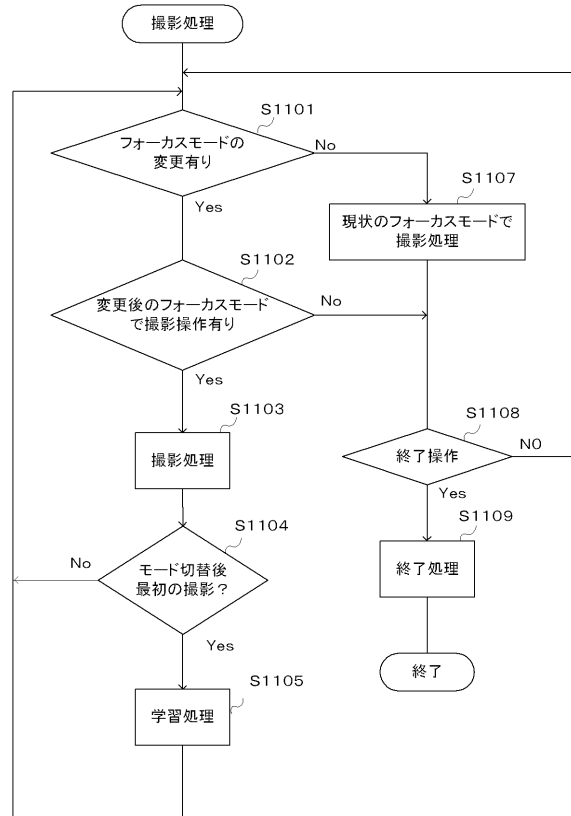 撮影処理
S1101
フォーカスモードの
変更有り
No
Yes
S1107
現状のフォーカスモードで
撮影処理
S1102
変更後のフォーカスモード
で撮影操作有り
No
Yes
S1103
撮影処理
S1108
終了操作
NO
Yes
S1104
モード切替後
最初の撮影?
No
Yes
S1109
終了処理
終了
S1105
学習処理